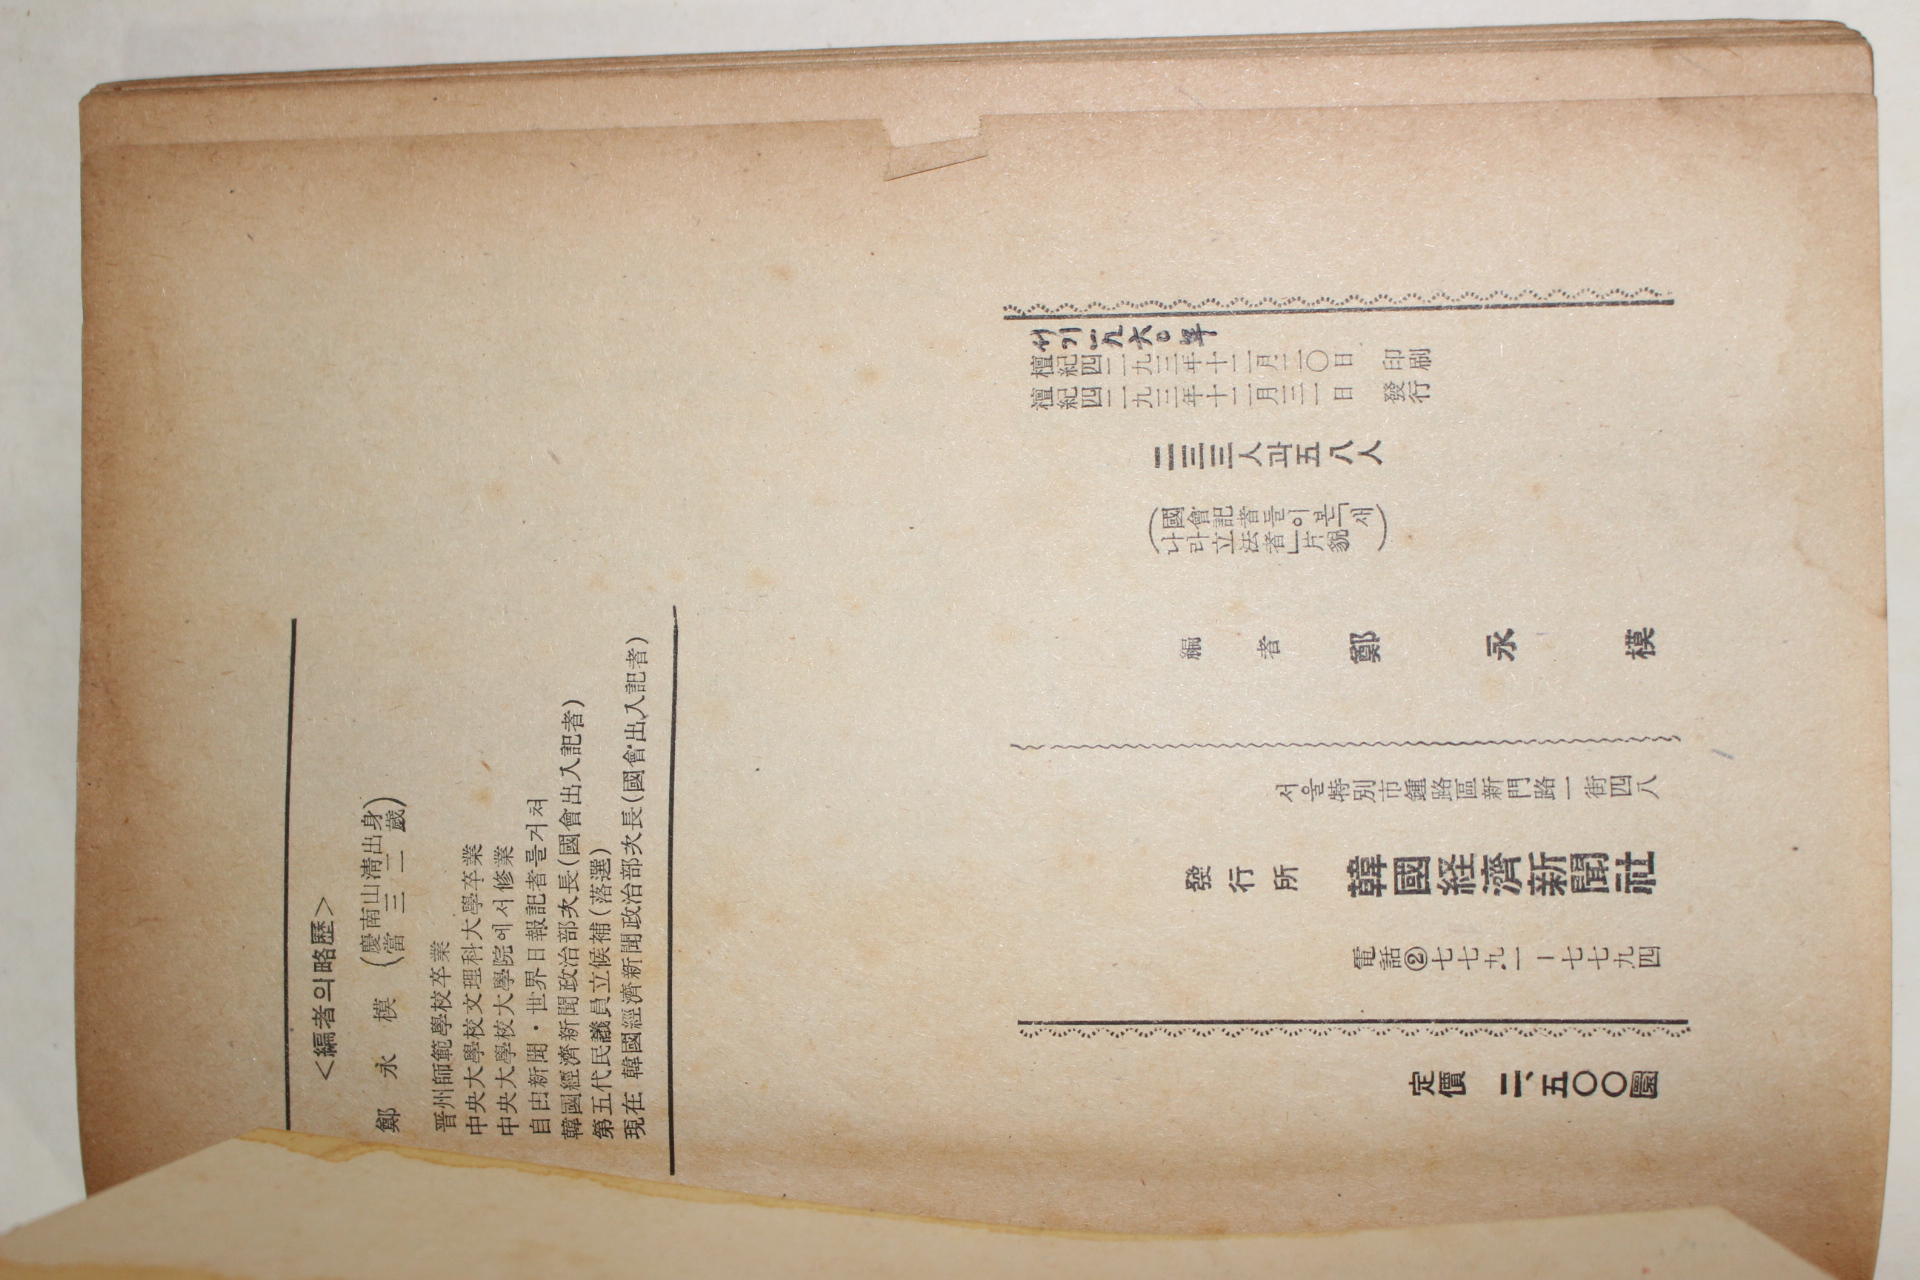 <編者의略歷>
鄭永模 (慶南山淸出身 當三二歲)
晋州師範學校卒業
中央大學校文理科大學卒業
中央大學校大學院에서修業
自由新聞・世界日報記者를거쳐
韓國經濟新聞政治部次長(國會出入記者)
第五代民議員立候補(落選)
現在 韓國經濟新聞政治部次長(國會出入記者)
서기一九六〇年
檀紀四二九三年十二月二〇日 印刷
檀紀四二九三年十二月三一日 發行
二三三人과五八人
(國會記者들이본「새
나라立法者」片貌)
編者 鄭永模
서울特別市鍾路區新門路一街四八
發行所 韓國経濟新聞社
電話②七七九一—七七九四
定價 二、五〇〇圜